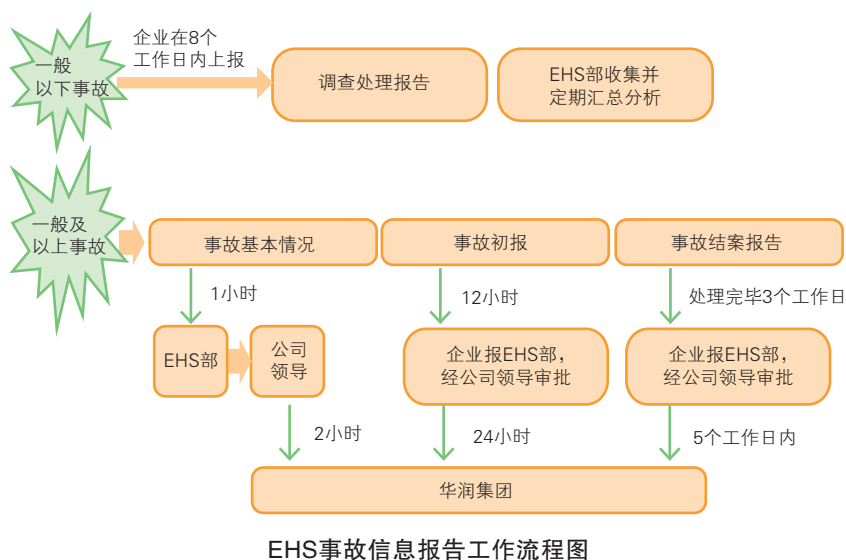 企业在8个
工作日内上报
一般
以下事故
调查处理报告
EHS部收集并
定期汇总分析
一般及
以上事故
事故基本情况
事故初报
事故结案报告
1小时
12小时
处理完毕3个工作日
EHS部
公司
领导
企业报EHS部，
经公司领导审批
企业报EHS部，
经公司领导审批
2小时
24小时
5个工作日内
华润集团
EHS事故信息报告工作流程图